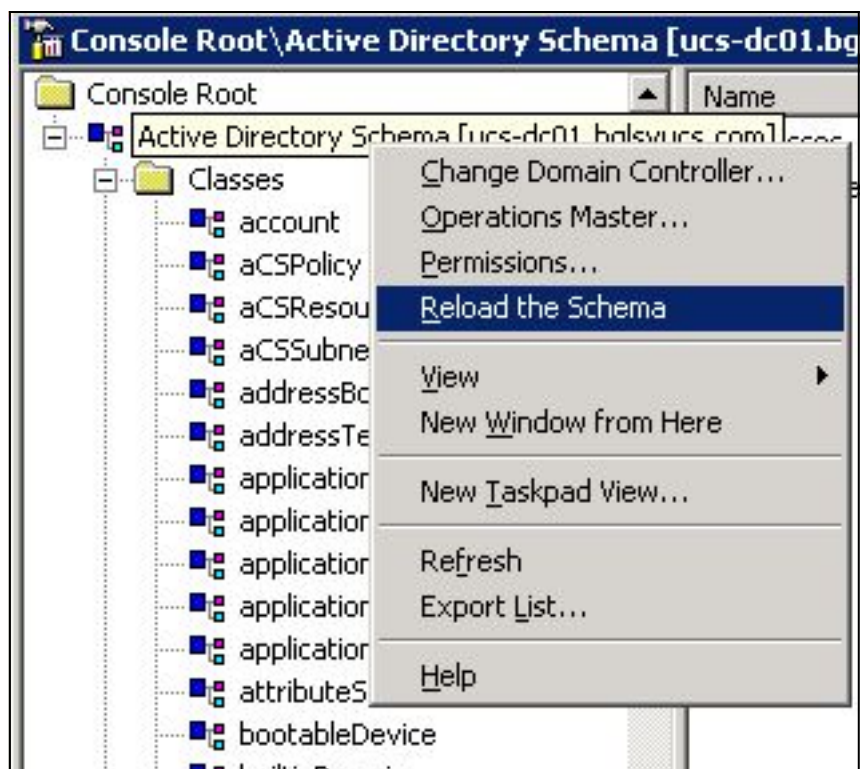 Console Root\Active Directory Schema [ucs-dc01.bg
Console Root
Name
Active Directory Schema [ucs-dc01.bglsvucs.com]
Classes
account
aCSPolicy
aCSResou
aCSSubne
addressBo
addressTe
application
application
application
application
application
attributeS
bootableDevice
Change Domain Controller...
Operations Master...
Permissions...
Reload the Schema
View
New Window from Here
New Taskpad View...
Refresh
Export List...
Help